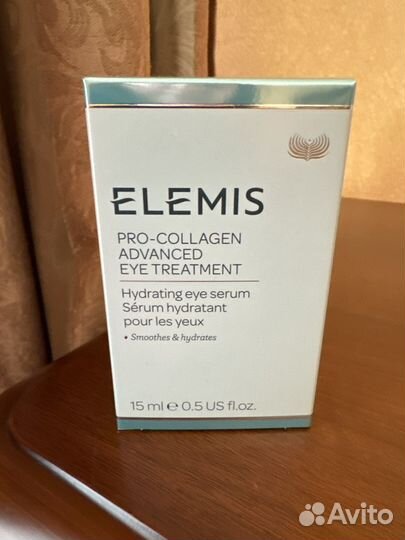 ELEMIS
PRO-COLLAGEN
ADVANCED
EYE TREATMENT
Hydrating eye serum
Sérum hydratant
pour les yeux
• Smoothes & hydrates
15 ml ℮ 0.5 US fl.oz.
Avito